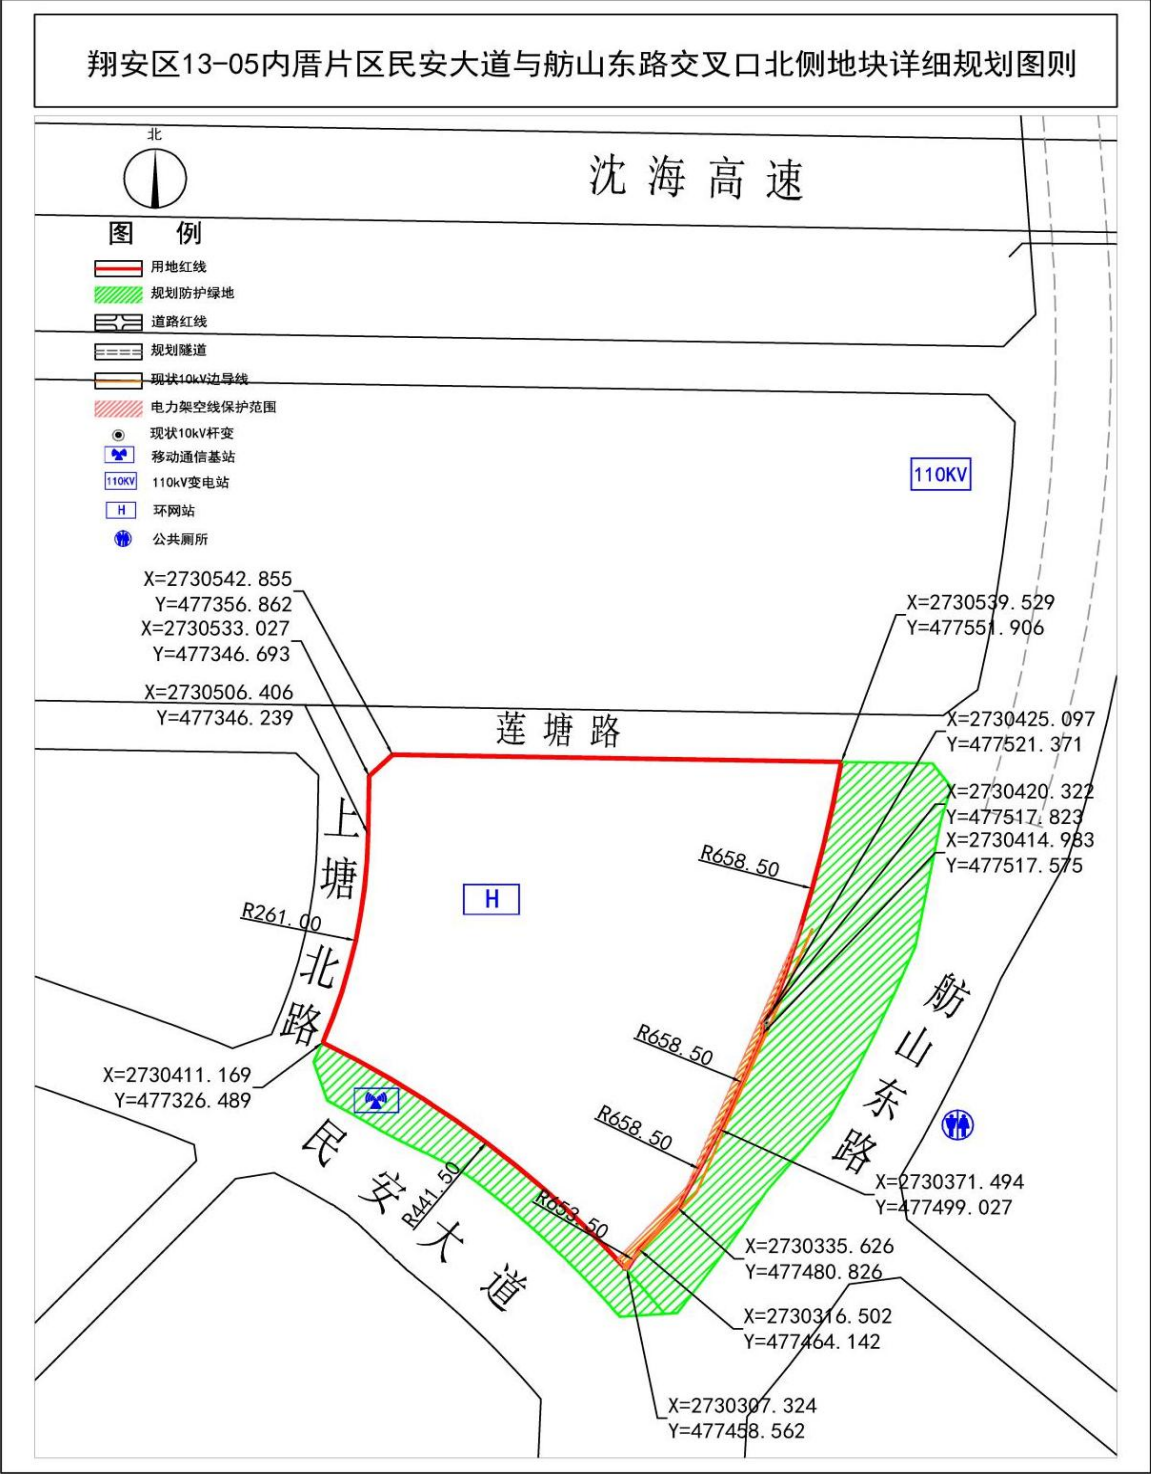 翔安区13-05内厝片区民安大道与舫山东路交叉口北侧地块详细规划图则
北
沈海高速
图 例
用地红线
规划防护绿地
道路红线
规划隧道
现状10kV边导线
电力架空线保护范围
现状10kV杆变
移动通信基站
110KV
110kV变电站
H
环网站
公共厕所
110KV
X=2730542.855
Y=477356.862
X=2730533.027
Y=477346.693
X=2730506.406
Y=477346.239
X=2730539.529
Y=477551.906
莲塘路
X=2730425.097
Y=477521.371
X=2730420.322
Y=477517.823
X=2730414.983
Y=477517.575
上塘北路
R658.50
H
R261.00
舫山东路
R658.50
X=2730411.169
Y=477326.489
R658.50
民安大道
R441.50
R653.50
X=2730371.494
Y=477499.027
X=2730335.626
Y=477480.826
X=2730316.502
Y=477464.142
X=2730307.324
Y=477458.562